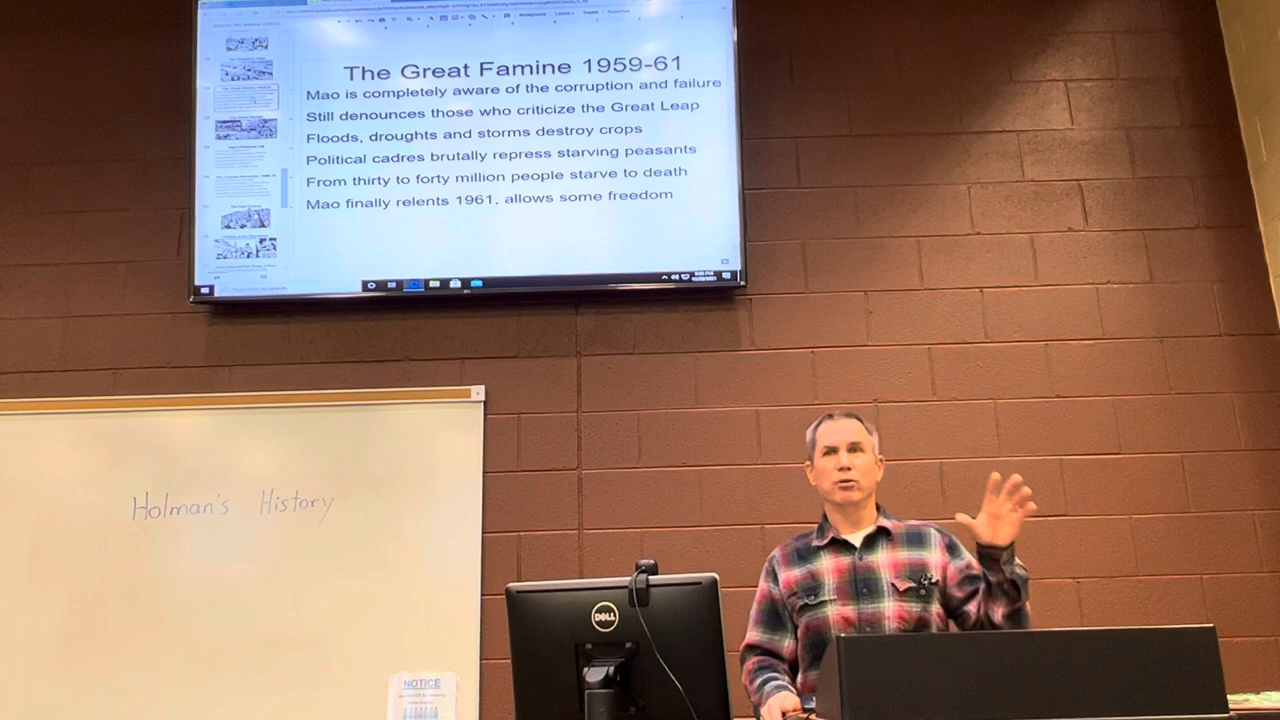 The Great Famine 1959-61
Mao is completely aware of the corruption and failure
Still denounces those who criticize the Great Leap
Floods, droughts and storms destroy crops
Political cadres brutally repress starving peasants
From thirty to forty million people starve to death
Mao finally relents 1961, allows some freedom
Holman's History
DELL
NOTICE